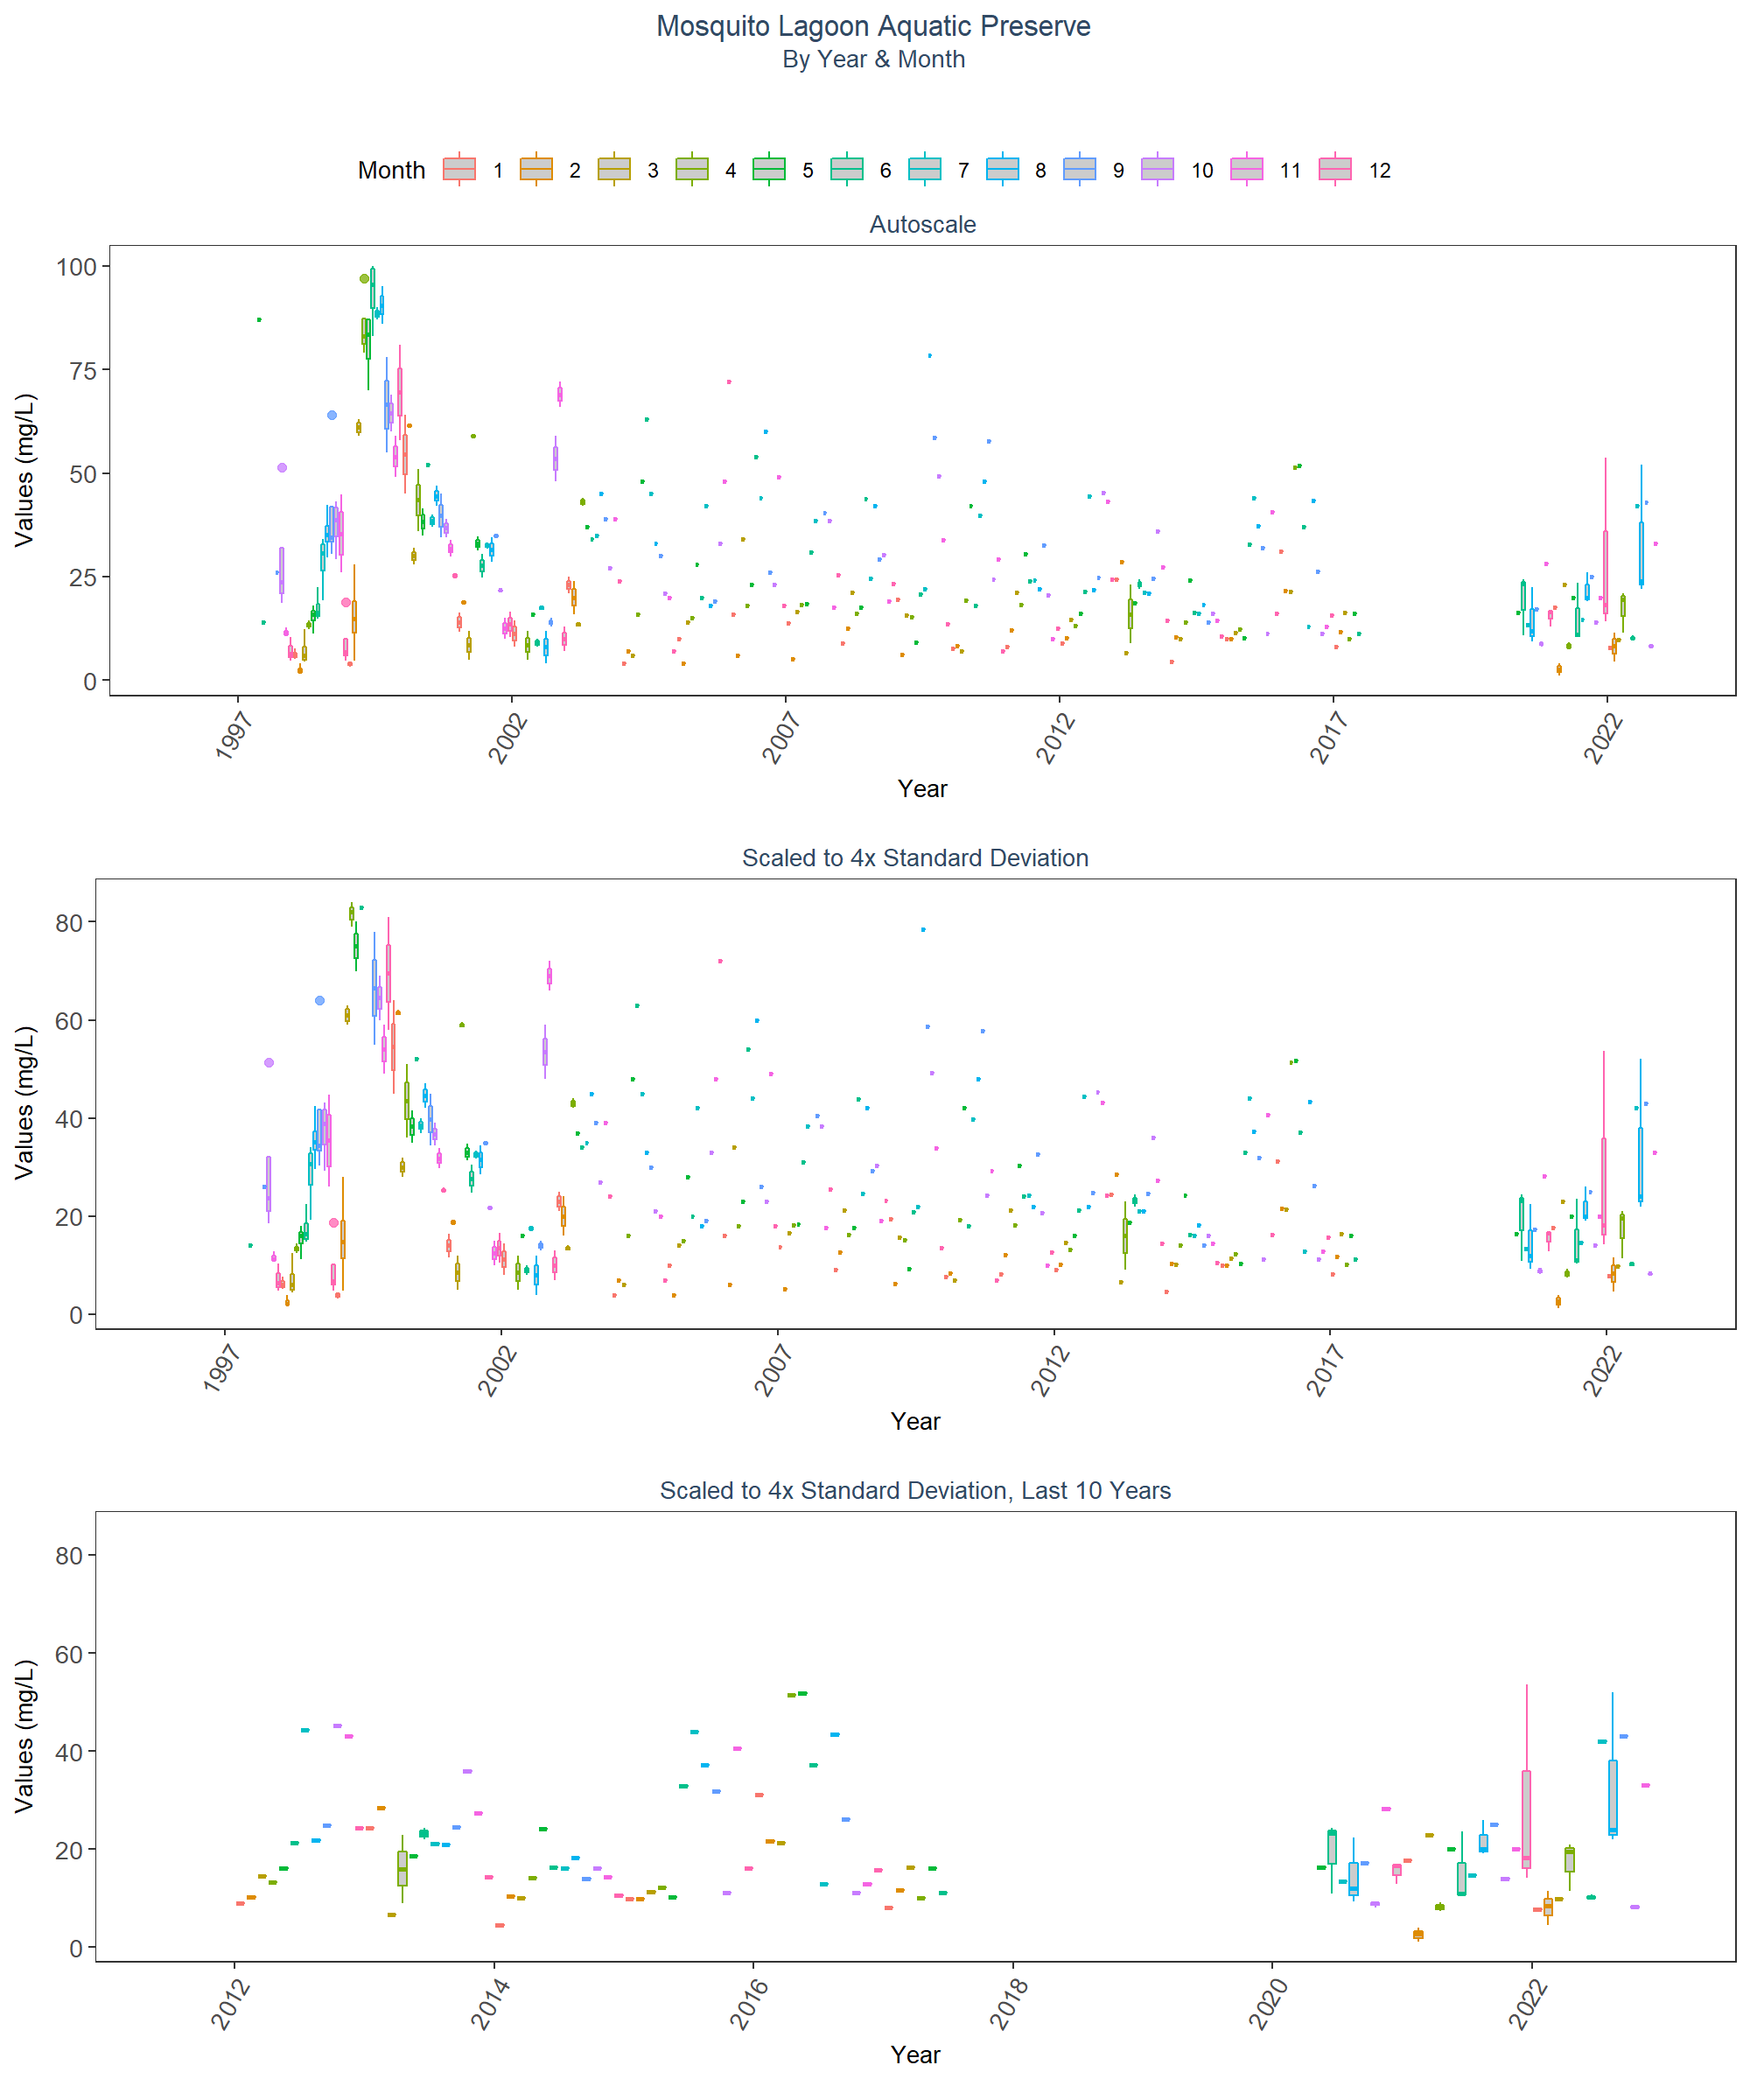 Mosquito Lagoon Aquatic Preserve
By Year & Month
Month 1 2 3 4 5 6 7 8 9 10 11 12
Autoscale
Values (mg/L)
100
75
50
25
0
1997 2002 2007 2012 2017 2022
Year
Scaled to 4x Standard Deviation
Values (mg/L)
80
60
40
20
0
1997 2002 2007 2012 2017 2022
Year
Scaled to 4x Standard Deviation, Last 10 Years
Values (mg/L)
80
60
40
20
0
2012 2014 2016 2018 2020 2022
Year